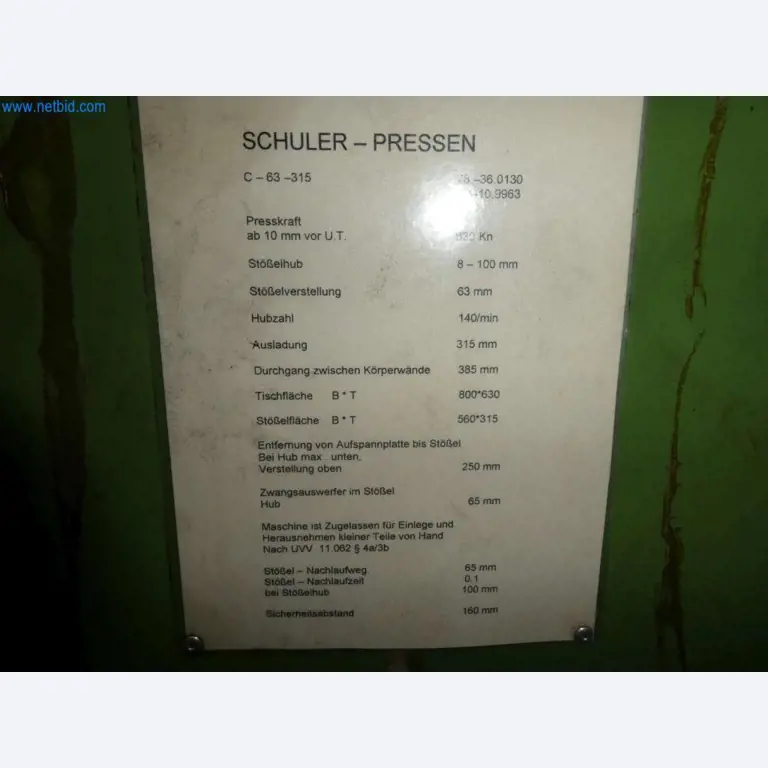 www.netbid.com
SCHULER – PRESSEN
C – 63 –315
–36.0130
10.9963
Presskraft
ab 10 mm vor U.T. Kn
Stößelhub 8 – 100 mm
Stößelverstellung 63 mm
Hubzahl 140/min
Ausladung 315 mm
Durchgang zwischen Körperwände 385 mm
Tischfläche B * T 800*630
Stößelfläche B * T 560*315
Entfernung von Aufspannplatte bis Stößel
Bei Hub max . unten,
Verstellung oben 250 mm
Zwangsauswerfer im Stößel
Hub 65 mm
Maschine ist Zugelassen für Einlege und
Herausnehmen kleiner Teile von Hand
Nach UVV 11.062 § 4a/3b
Stößel – Nachlaufweg 65 mm
Stößel – Nachlaufzeit 0.1
bei Stößelhub 100 mm
Sicherheitsabstand 160 mm